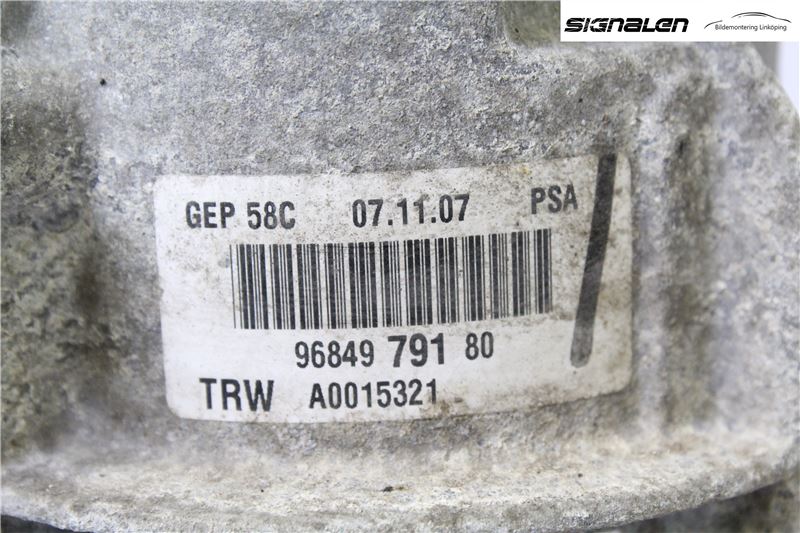 SIGNALEN
Bildemontering Linköping
GEP 58C 07.11.07 PSA
96849 791 80
TRW A0015321